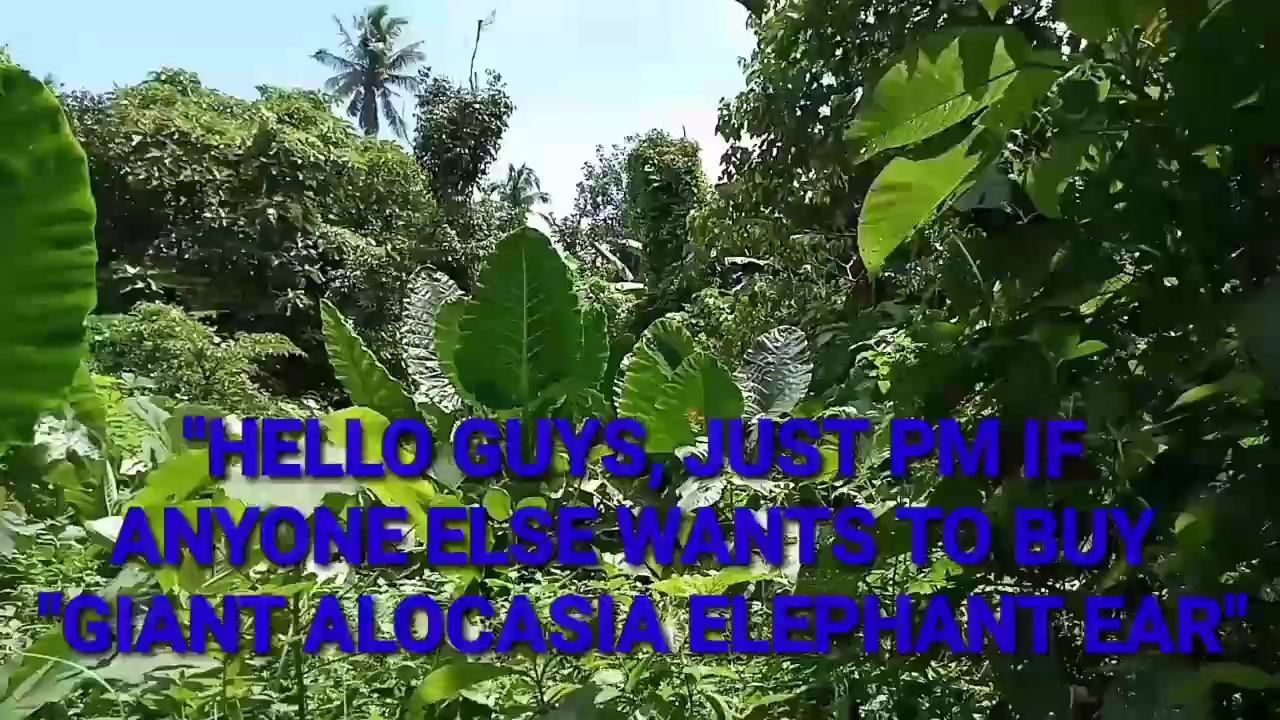 "HELLO GUYS, JUST PM IF
ANYONE ELSE WANTS TO BUY
"GIANT ALOCASIA ELEPHANT EAR"